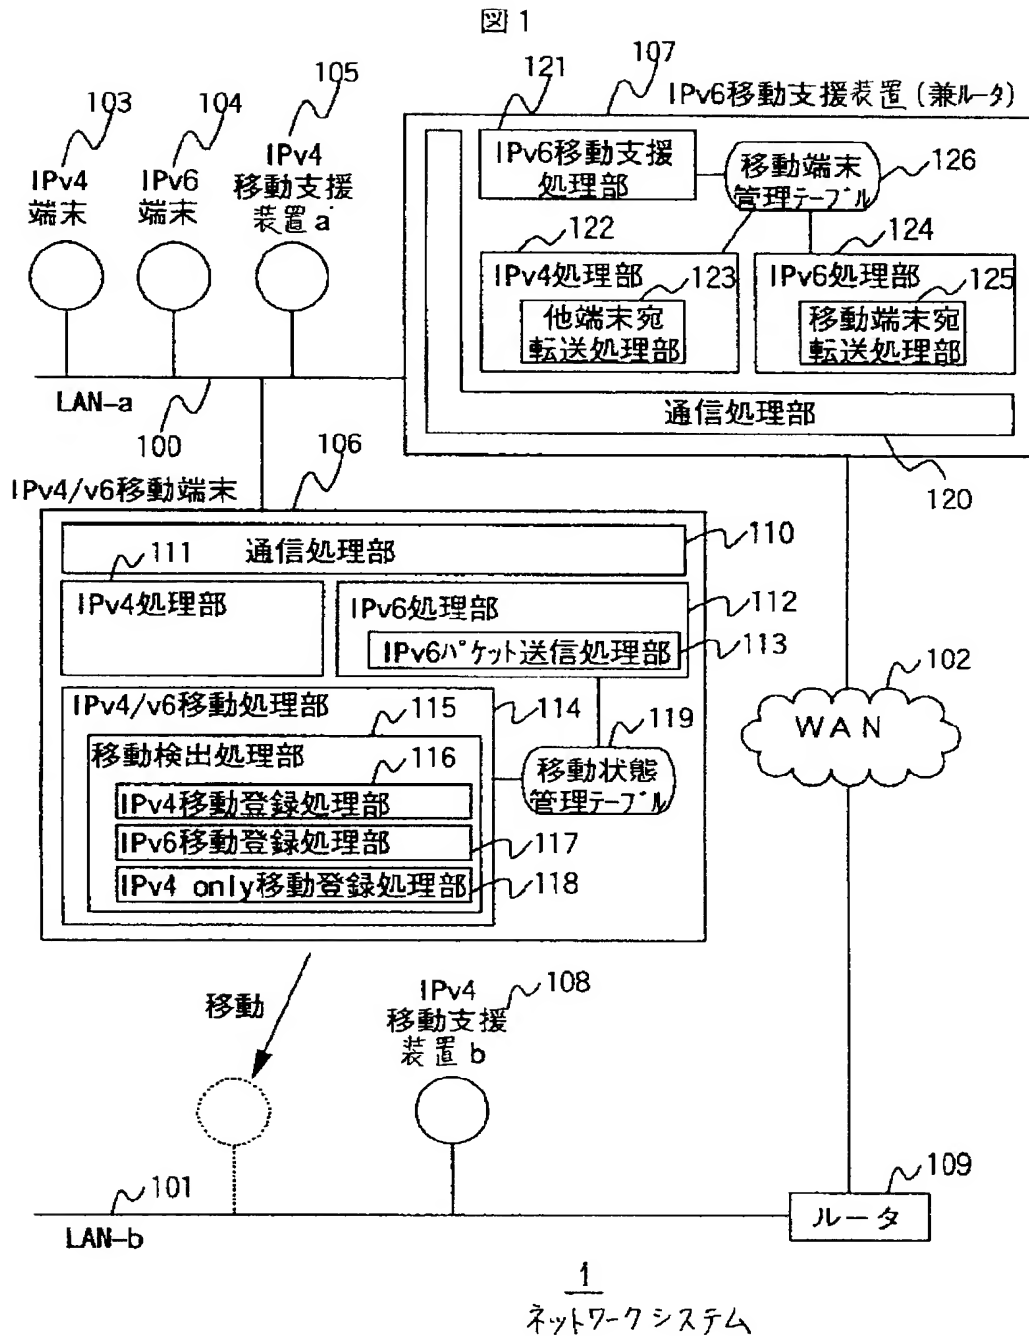 図1
107
IPv6移動支援装置(兼ルータ)
121
IPv6移動支援
処理部
移動端末
管理テーブル
126
122
IPv4処理部
123
他端末宛
転送処理部
124
IPv6処理部
125
移動端末宛
転送処理部
通信処理部
120
103
IPv4
端末
104
IPv6
端末
105
IPv4
移動支援
装置a
LAN-a
100
106
IPv4/v6移動端末
通信処理部
110
111
IPv4処理部
IPv6処理部
112
IPv6パケット送信処理部
113
IPv4/v6移動処理部
114
115
移動検出処理部
116
IPv4移動登録処理部
IPv6移動登録処理部
117
IPv4 only移動登録処理部
118
119
移動状態
管理テーブル
102
WAN
移動
IPv4
移動支援
装置b
108
101
LAN-b
109
ルータ
1
ネットワークシステム